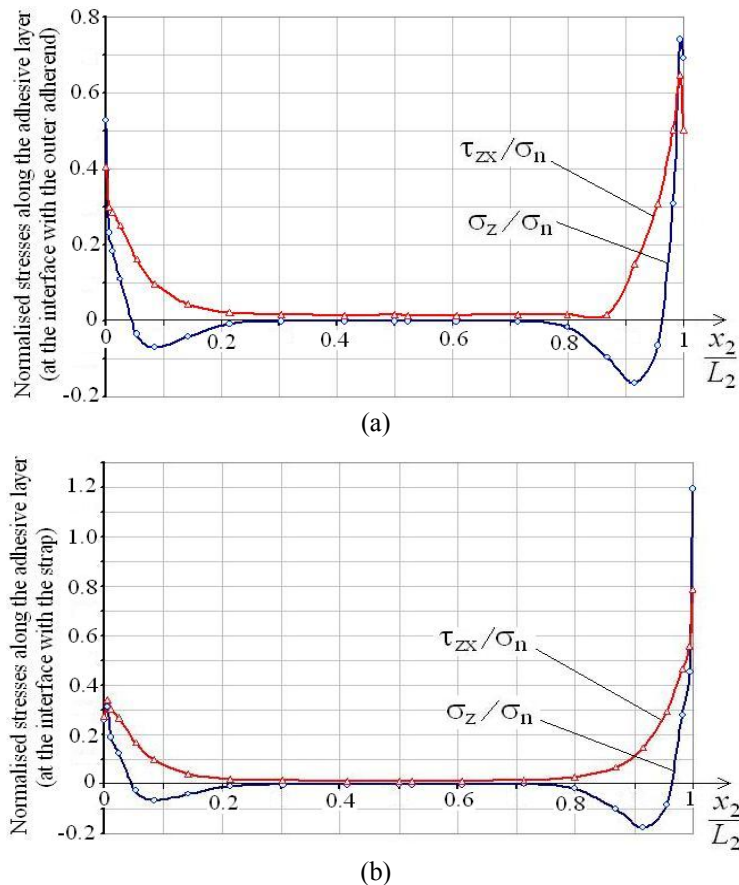 Normalised stresses along the adhesive layer
(at the interface with the outer adherend)
0.8
0.6
0.4
0.2
0
-0.2
τzx/σn
σz/σn
0
0.2
0.4
0.6
0.8
1
x2
L2
(a)
Normalised stresses along the adhesive layer
(at the interface with the strap)
1.2
1.0
0.8
0.6
0.4
0.2
0
-0.2
τzx/σn
σz/σn
0
0.2
0.4
0.6
0.8
1
x2
L2
(b)